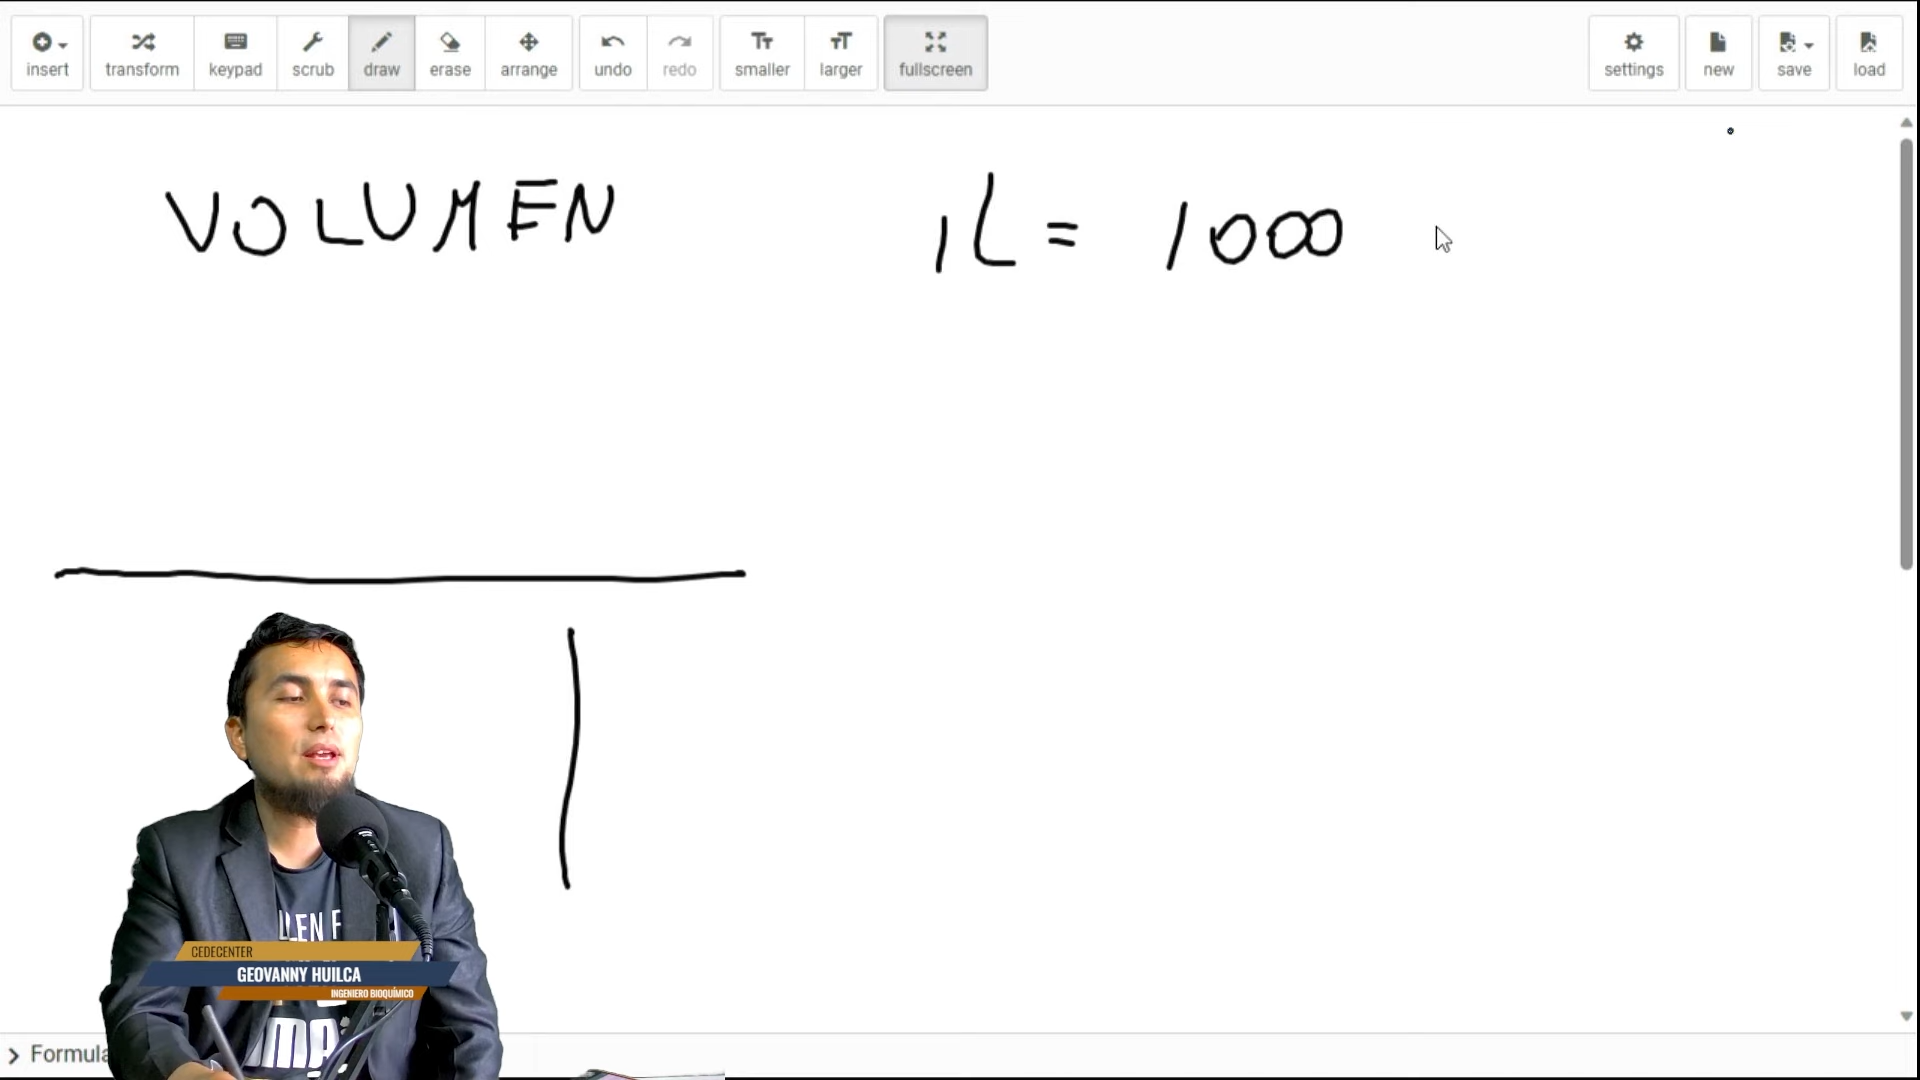 insert transform keypad scrub draw erase arrange undo redo smaller larger fullscreen settings new save load
VOLUMEN 1L = 1000
LEN F
CEDECENTER
GEOVANNY HUILCA
INGENIERO BIOQUÍMICO
Formula